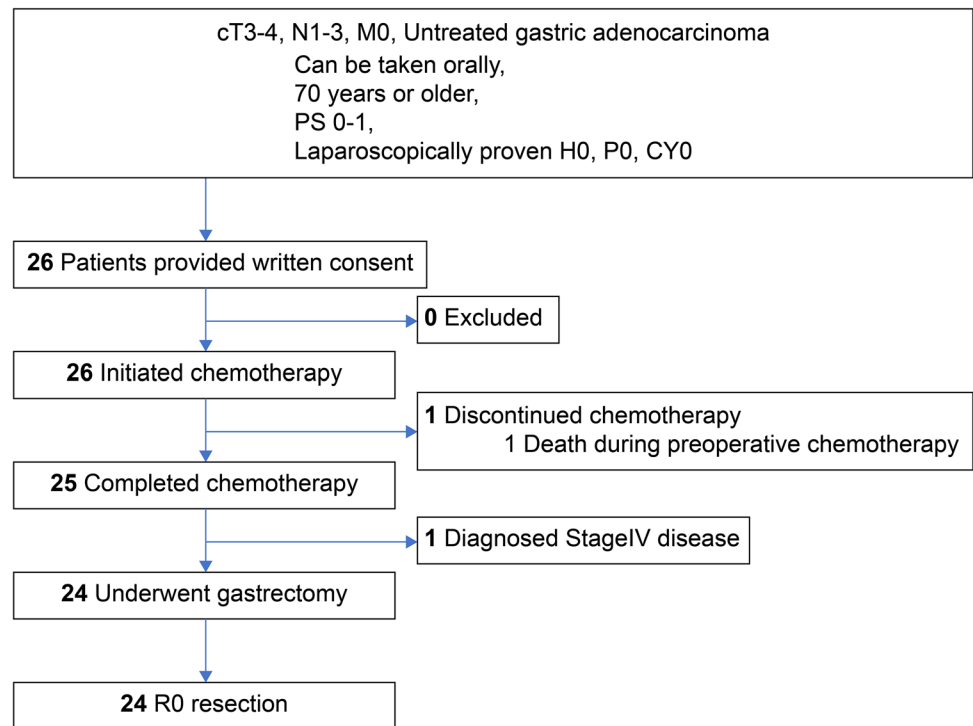 cT3-4, N1-3, M0, Untreated gastric adenocarcinoma
Can be taken orally,
70 years or older,
PS 0-1,
Laparoscopically proven H0, P0, CY0
26 Patients provided written consent
0 Excluded
26 Initiated chemotherapy
1 Discontinued chemotherapy
1 Death during preoperative chemotherapy
25 Completed chemotherapy
1 Diagnosed StageIV disease
24 Underwent gastrectomy
24 R0 resection